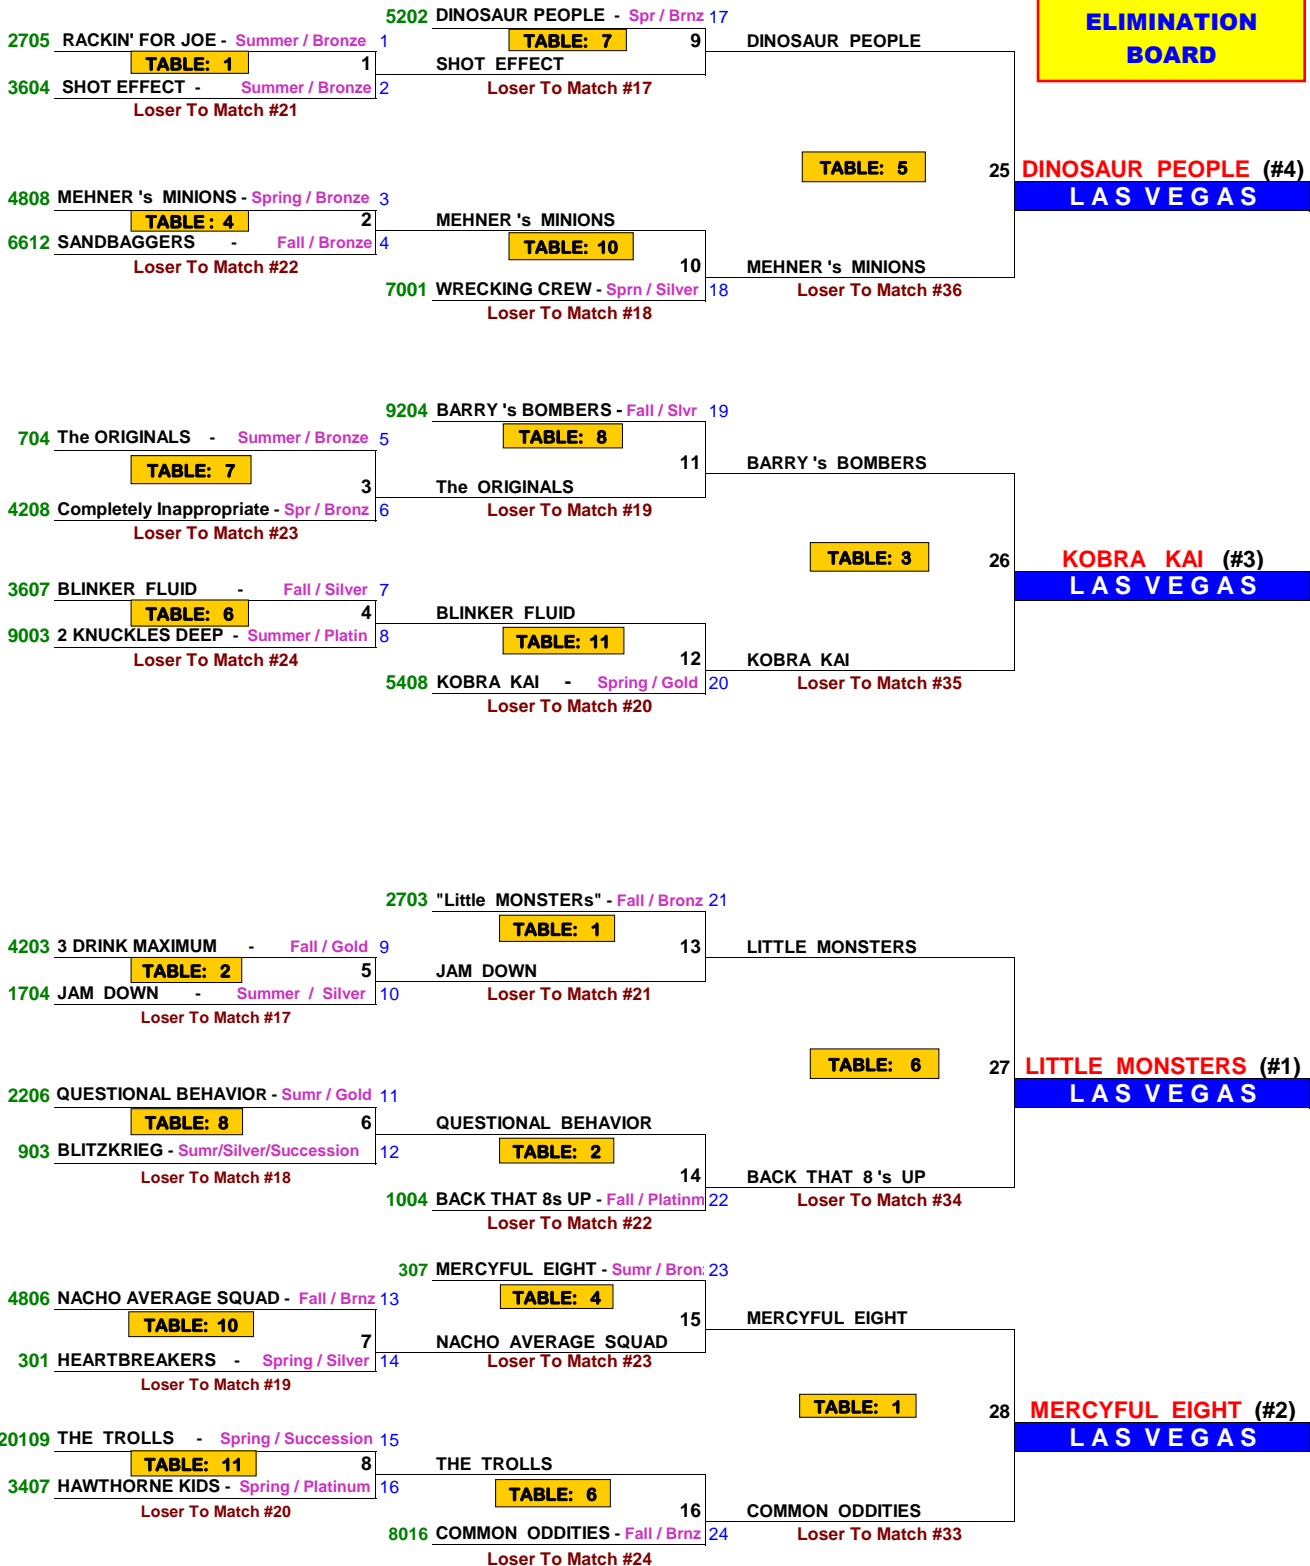 5202 DINOSAUR PEOPLE - Spr / Brnz 17
ELIMINATION
BOARD
2705 RACKIN' FOR JOE - Summer / Bronze 1
TABLE: 7 9 DINOSAUR PEOPLE
TABLE: 1 1 SHOT EFFECT
3604 SHOT EFFECT - Summer / Bronze 2 Loser To Match #17
Loser To Match #21
TABLE: 5 25 DINOSAUR PEOPLE (#4)
LAS VEGAS
4808 MEHNER 's MINIONS - Spring / Bronze 3
TABLE : 4 2 MEHNER 's MINIONS
6612 SANDBAGGERS - Fall / Bronze 4 TABLE: 10
Loser To Match #22 10 MEHNER 's MINIONS
7001 WRECKING CREW - Sprn / Silver 18 Loser To Match #36
Loser To Match #18
9204 BARRY 's BOMBERS - Fall / Slvr 19
704 The ORIGINALS - Summer / Bronze 5 TABLE: 8
TABLE: 7 11 BARRY 's BOMBERS
3 The ORIGINALS
4208 Completely Inappropriate - Spr / Bronz 6 Loser To Match #19
Loser To Match #23
TABLE: 3 26 KOBRA KAI (#3)
LAS VEGAS
3607 BLINKER FLUID - Fall / Silver 7
TABLE: 6 4 BLINKER FLUID
9003 2 KNUCKLES DEEP - Summer / Platin 8 TABLE: 11
Loser To Match #24 12 KOBRA KAI
5408 KOBRA KAI - Spring / Gold 20 Loser To Match #35
Loser To Match #20
2703 "Little MONSTERs" - Fall / Bronz 21
TABLE: 1
4203 3 DRINK MAXIMUM - Fall / Gold 9 13 LITTLE MONSTERS
TABLE: 2 5 JAM DOWN
1704 JAM DOWN - Summer / Silver 10 Loser To Match #21
Loser To Match #17
TABLE: 6 27 LITTLE MONSTERS (#1)
LAS VEGAS
2206 QUESTIONAL BEHAVIOR - Sumr / Gold 11
TABLE: 8 6 QUESTIONAL BEHAVIOR
903 BLITZKRIEG - Sumr/Silver/Succession 12 TABLE: 2
Loser To Match #18 14 BACK THAT 8 's UP
1004 BACK THAT 8s UP - Fall / Platinm 22 Loser To Match #34
Loser To Match #22
307 MERCYFUL EIGHT - Sumr / Bron 23
4806 NACHO AVERAGE SQUAD - Fall / Brnz 13 TABLE: 4
TABLE: 10 15 MERCYFUL EIGHT
7 NACHO AVERAGE SQUAD
301 HEARTBREAKERS - Spring / Silver 14 Loser To Match #23
Loser To Match #19
TABLE: 1 28 MERCYFUL EIGHT (#2)
LAS VEGAS
20109 THE TROLLS - Spring / Succession 15
TABLE: 11 8 THE TROLLS
3407 HAWTHORNE KIDS - Spring / Platinum 16 TABLE: 6
Loser To Match #20 16 COMMON ODDITIES
8016 COMMON ODDITIES - Fall / Brnz 24 Loser To Match #33
Loser To Match #24